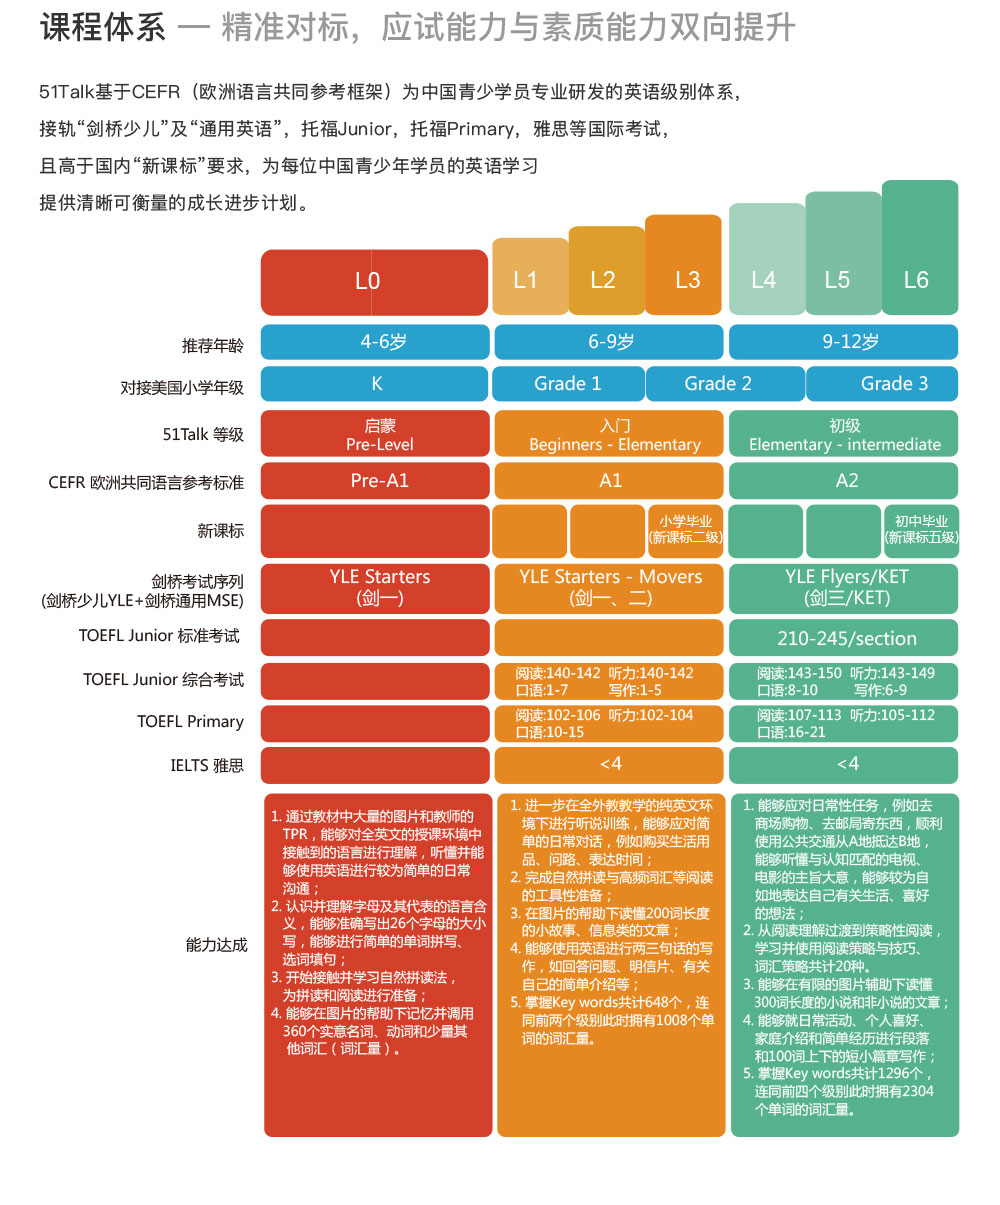 课程体系 — 精准对标，应试能力与素质能力双向提升
51Talk基于CEFR（欧洲语言共同参考框架）为中国青少学员专业研发的英语级别体系，
接轨“剑桥少儿”及“通用英语”，托福Junior，托福Primary，雅思等国际考试，
且高于国内“新课标”要求，为每位中国青少年学员的英语学习
提供清晰可衡量的成长进步计划。
L0
L1
L2
L3
L4
L5
L6
推荐年龄
4-6岁
6-9岁
9-12岁
对接美国小学年级
K
Grade 1
Grade 2
Grade 3
51Talk 等级
启蒙
Pre-Level
入门
Beginners - Elementary
初级
Elementary - intermediate
CEFR 欧洲共同语言参考标准
Pre-A1
A1
A2
新课标
小学毕业
(新课标二级)
初中毕业
(新课标五级)
剑桥考试序列
(剑桥少儿YLE+剑桥通用MSE)
YLE Starters
(剑一)
YLE Starters - Movers
(剑一、二)
YLE Flyers/KET
(剑三/KET)
TOEFL Junior 标准考试
210-245/section
TOEFL Junior 综合考试
阅读:140-142 听力:140-142
口语:1-7 写作:1-5
阅读:143-150 听力:143-149
口语:8-10 写作:6-9
TOEFL Primary
阅读:102-106 听力:102-104
口语:10-15
阅读:107-113 听力:105-112
口语:16-21
IELTS 雅思
<4
<4
能力达成
1. 通过教材中大量的图片和教师的
TPR，能够对全英文的授课环境中
接触到的语言进行理解，听懂并能
够使用英语进行较为简单的日常
沟通；
2. 认识并理解字母及其代表的语言含
义，能够准确写出26个字母的大小
写，能够进行简单的单词拼写、
选词填句；
3. 开始接触并学习自然拼读法，
为拼读和阅读进行准备；
4. 能够在图片的帮助下记忆并调用
360个实意名词、动词和少量其
他词汇（词汇量）。
1. 进一步在全外教教学的纯英文环
境下进行听说训练，能够应对简
单的日常对话，例如购买生活用
品、问路、表达时间；
2. 完成自然拼读与高频词汇等阅读
的工具性准备；
3. 在图片的帮助下读懂200词长度
的小故事、信息类的文章；
4. 能够使用英语进行两三句话的写
作，如回答问题、明信片、有关
自己的简单介绍等；
5. 掌握Key words共计648个，连
同前两个级别此时拥有1008个单
词的词汇量。
1. 能够应对日常性任务，例如去
商场购物、去邮局寄东西，顺利
使用公共交通从A地抵达B地，
能够听懂与认知匹配的电视、
电影的主旨大意，能够较为自
如地表达自己有关生活、喜好
的想法；
2. 从阅读理解过渡到策略性阅读，
学习并使用阅读策略与技巧、
词汇策略共计20种。
3. 能够在有限的图片辅助下读懂
300词长度的小说和非小说的文章；
4. 能够就日常活动、个人喜好、
家庭介绍和简单经历进行段落
和100词上下的短小篇章写作；
5. 掌握Key words共计1296个，
连同前四个级别此时拥有2304
个单词的词汇量。